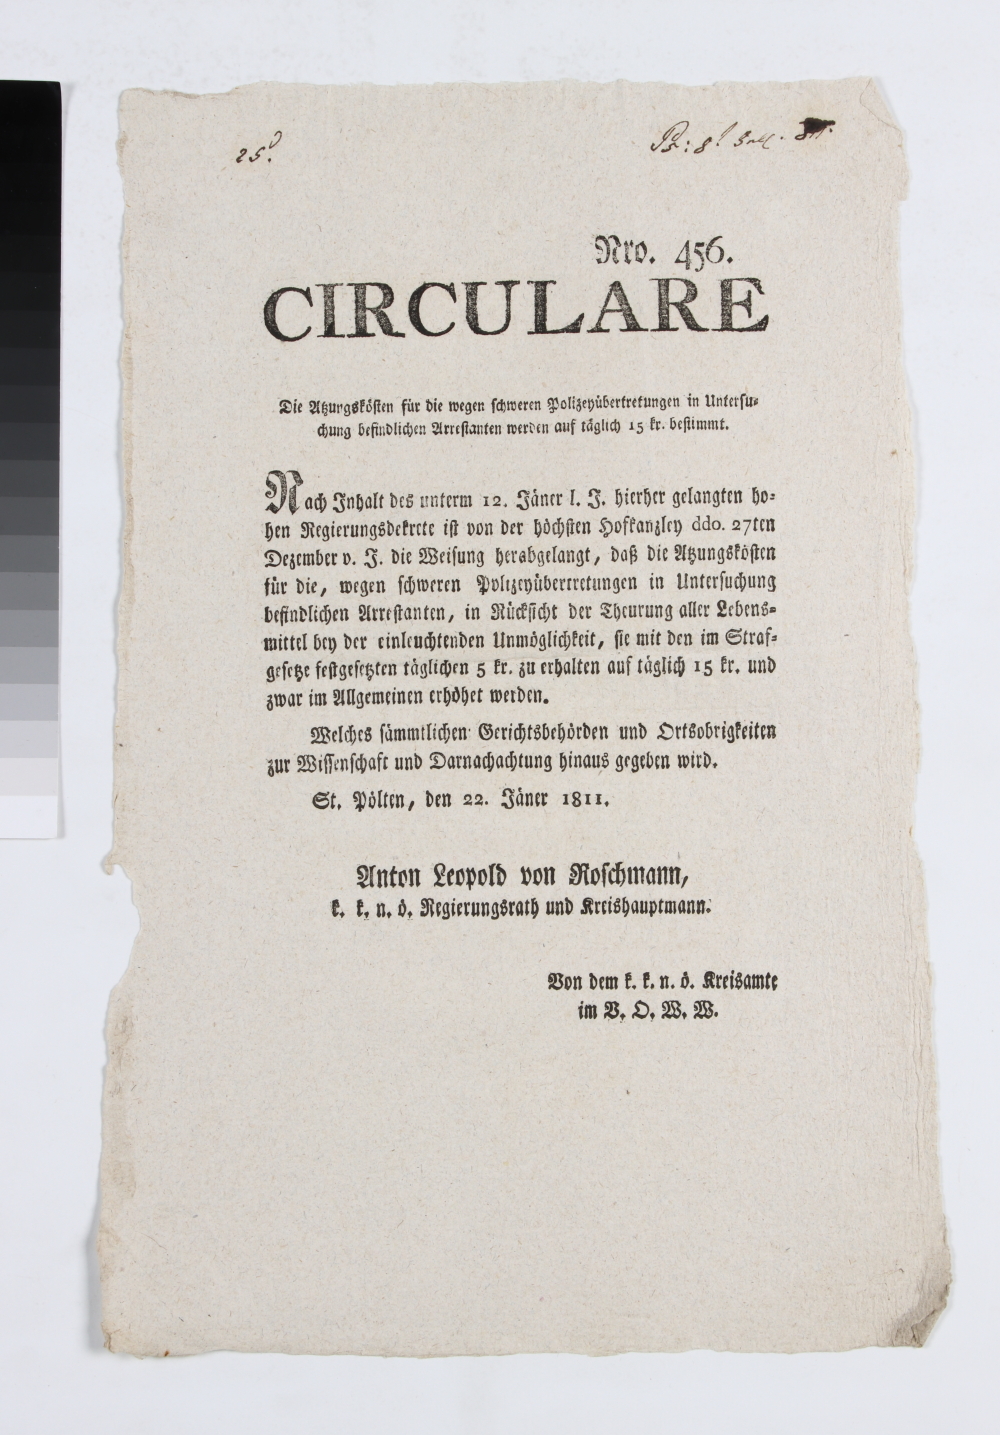 25.
Nro. 456.
CIRCULARE
Die Atzungskösten für die wegen schweren Polizeyübertretungen in Untersu=
chung befindlichen Arrestanten werden auf täglich 15 kr. bestimmt.
Nach Inhalt des unterm 12. Jäner l. J. hierher gelangten ho=
hen Regierungsdekrete ist von der höchsten Hofkanzley ddo. 27ten
Dezember v. J. die Weisung herabgelangt, daß die Atzungskösten
für die, wegen schweren Polizeyübertretungen in Untersuchung
befindlichen Arrestanten, in Rücksicht der Theurung aller Lebens=
mittel bey der einleuchtenden Unmöglichkeit, sie mit den im Straf=
gesetze festgesetzten täglichen 5 kr. zu erhalten auf täglich 15 kr. und
zwar im Allgemeinen erhöhet werden.
Welches sämmtlichen Gerichtsbehörden und Ortsobrigkeiten
zur Wissenschaft und Darnachachtung hinaus gegeben wird.
St. Pölten, den 22. Jäner 1811.
Anton Leopold von Roschmann,
k. k. n. ö. Regierungsrath und Kreishauptmann.
Von dem k. k. n. ö. Kreisamte
im V. O. W. W.